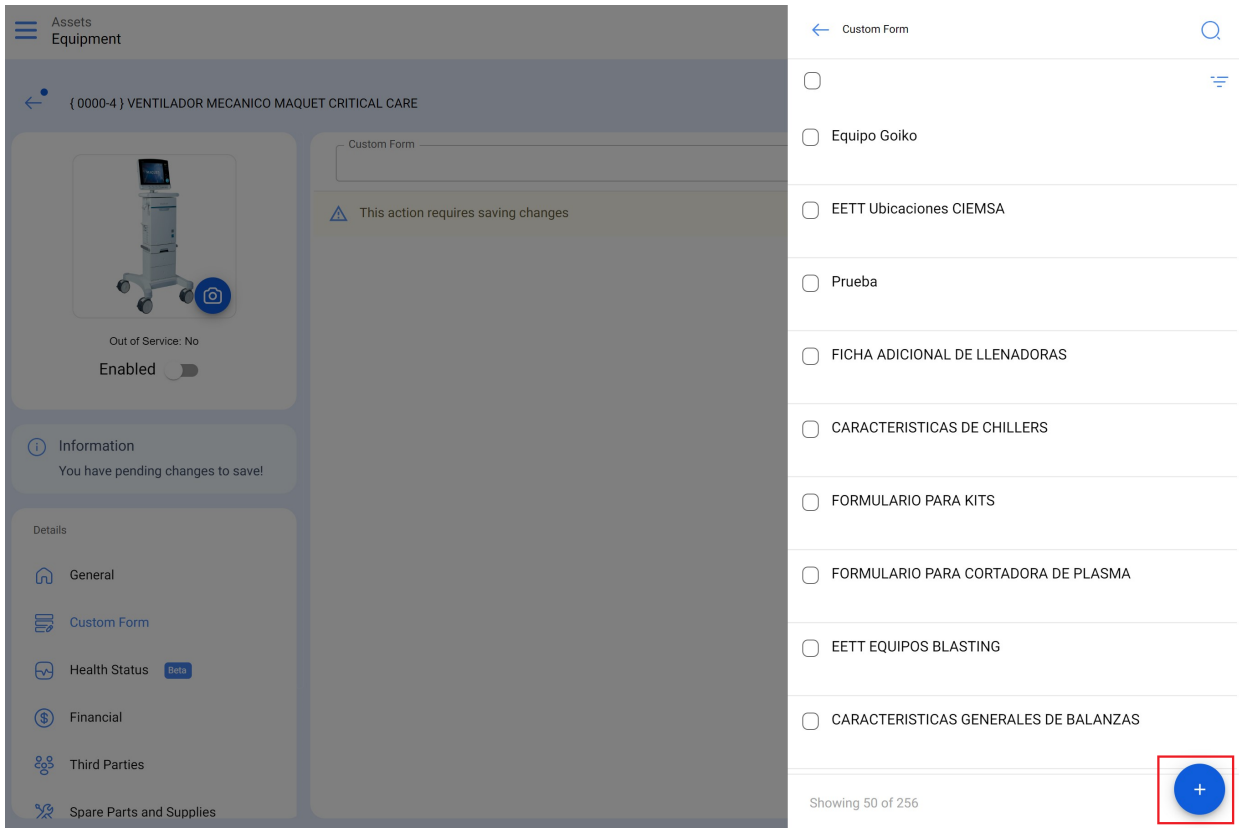 Assets
Equipment
{ 0000-4 } VENTILADOR MECANICO MAQUET CRITICAL CARE
Out of Service: No
Enabled
Information
You have pending changes to save!
Details
General
Custom Form
Health Status Beta
Financial
Third Parties
Spare Parts and Supplies
Custom Form
This action requires saving changes
Custom Form
Equipo Goiko
EETT Ubicaciones CIEMSA
Prueba
FICHA ADICIONAL DE LLENADORAS
CARACTERISTICAS DE CHILLERS
FORMULARIO PARA KITS
FORMULARIO PARA CORTADORA DE PLASMA
EETT EQUIPOS BLASTING
CARACTERISTICAS GENERALES DE BALANZAS
Showing 50 of 256
+